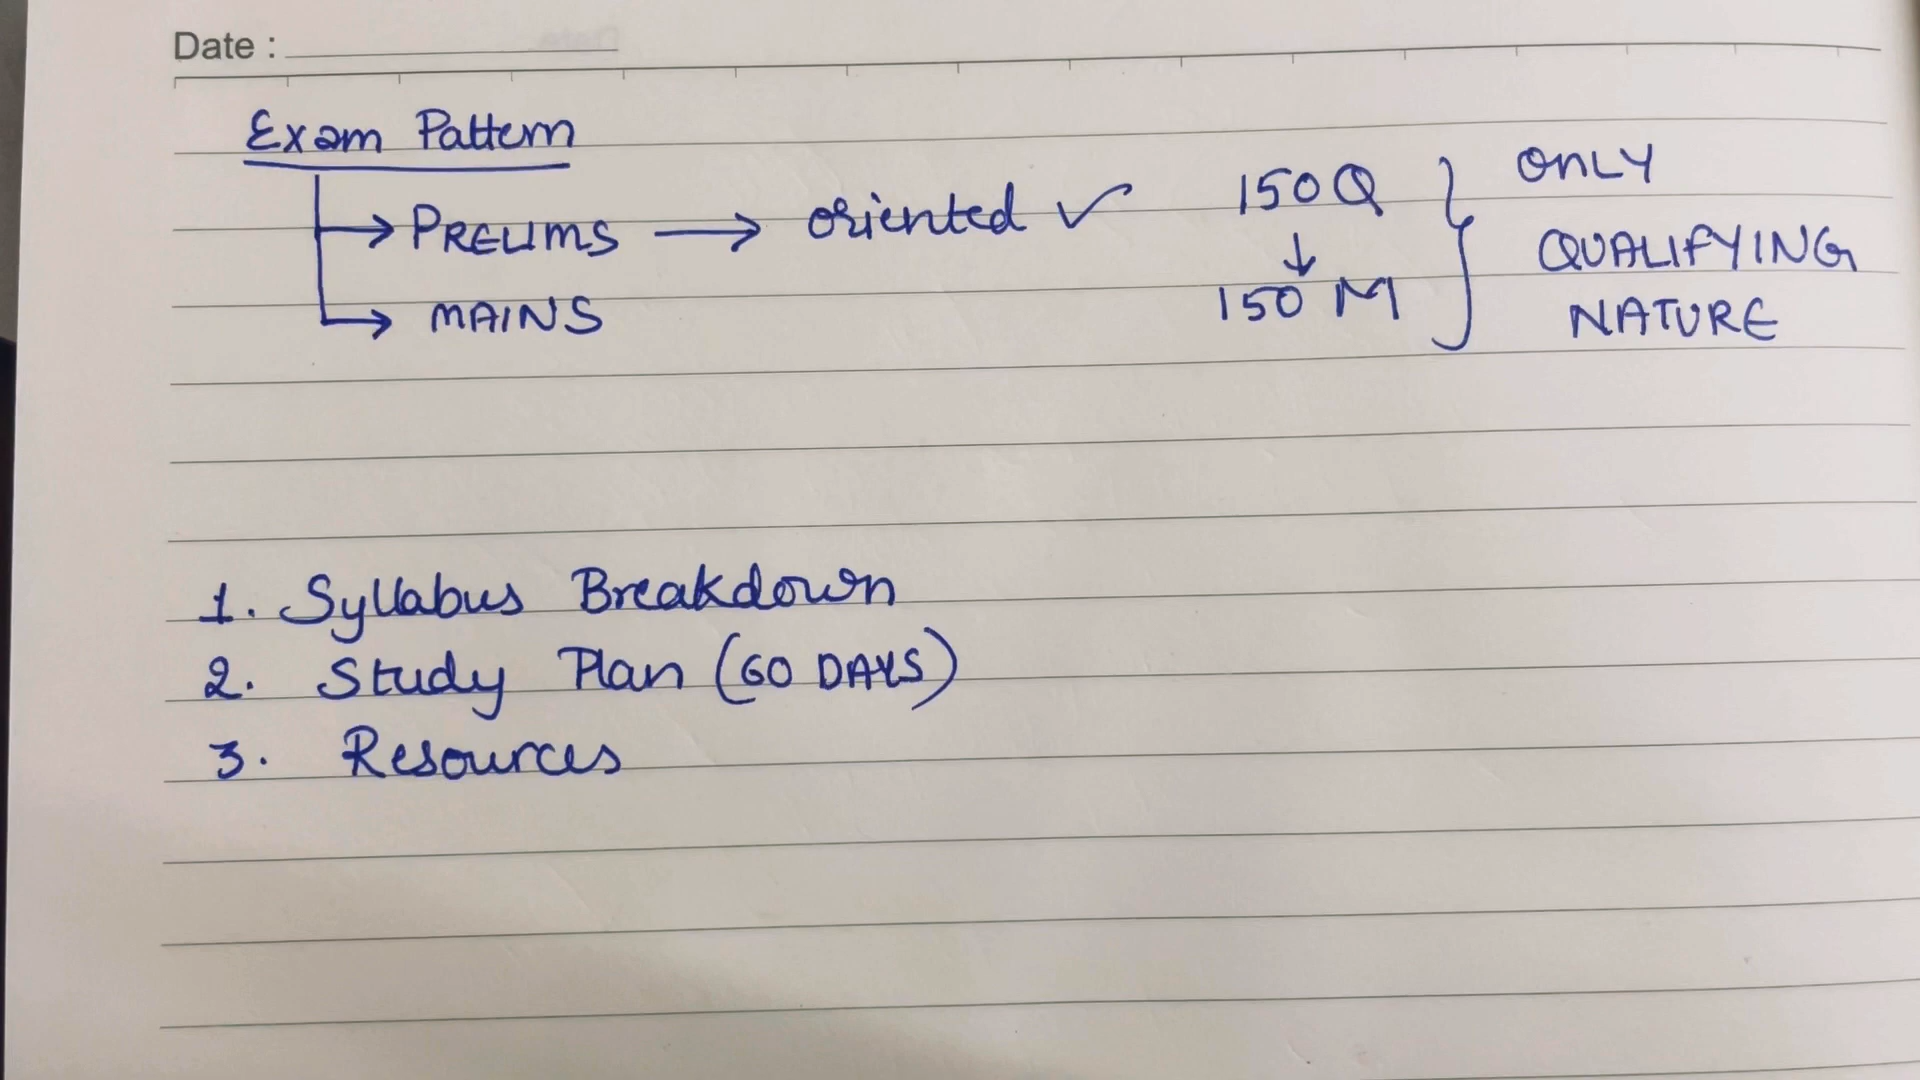 Date :
Exam Pattern
PRELIMS → oriented ✓ 150Q ONLY
↓ QUALIFYING
MAINS 150 M NATURE
1. Syllabus Breakdown
2. Study Plan (60 DAYS)
3. Resources